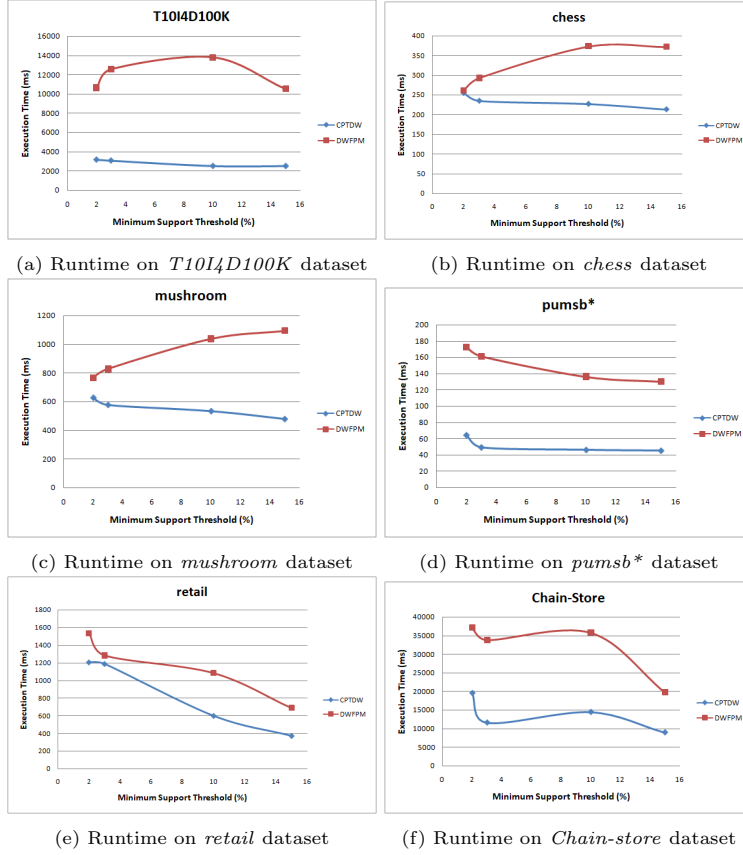 T10I4D100K
16000
14000
12000
10000
8000
6000
4000
2000
0
0 2 4 6 8 10 12 14 16
Execution Time (ms)
Minimum Support Threshold (%)
CPTDW
DWFPM
(a) Runtime on T10I4D100K dataset
chess
400
350
300
250
200
150
100
50
0
0 2 4 6 8 10 12 14 16
Execution Time (ms)
Minimum Support Threshold (%)
CPTDW
DWFPM
(b) Runtime on chess dataset
mushroom
1200
1000
800
600
400
200
0
0 2 4 6 8 10 12 14 16
Execution Time (ms)
Minimum Support Threshold (%)
CPTDW
DWFPM
(c) Runtime on mushroom dataset
pumsb*
200
180
160
140
120
100
80
60
40
20
0
0 2 4 6 8 10 12 14 16
Execution Time (ms)
Minimum Support Threshold (%)
CPTDW
DWFPM
(d) Runtime on pumsb* dataset
retail
1800
1600
1400
1200
1000
800
600
400
200
0
0 2 4 6 8 10 12 14 16
Execution Time (ms)
Minimum Support Threshold (%)
CPTDW
DWFPM
(e) Runtime on retail dataset
Chain-Store
40000
35000
30000
25000
20000
15000
10000
5000
0
0 2 4 6 8 10 12 14 16
Execution Time (ms)
Minimum Support Threshold (%)
CPTDW
DWFPM
(f) Runtime on Chain-store dataset